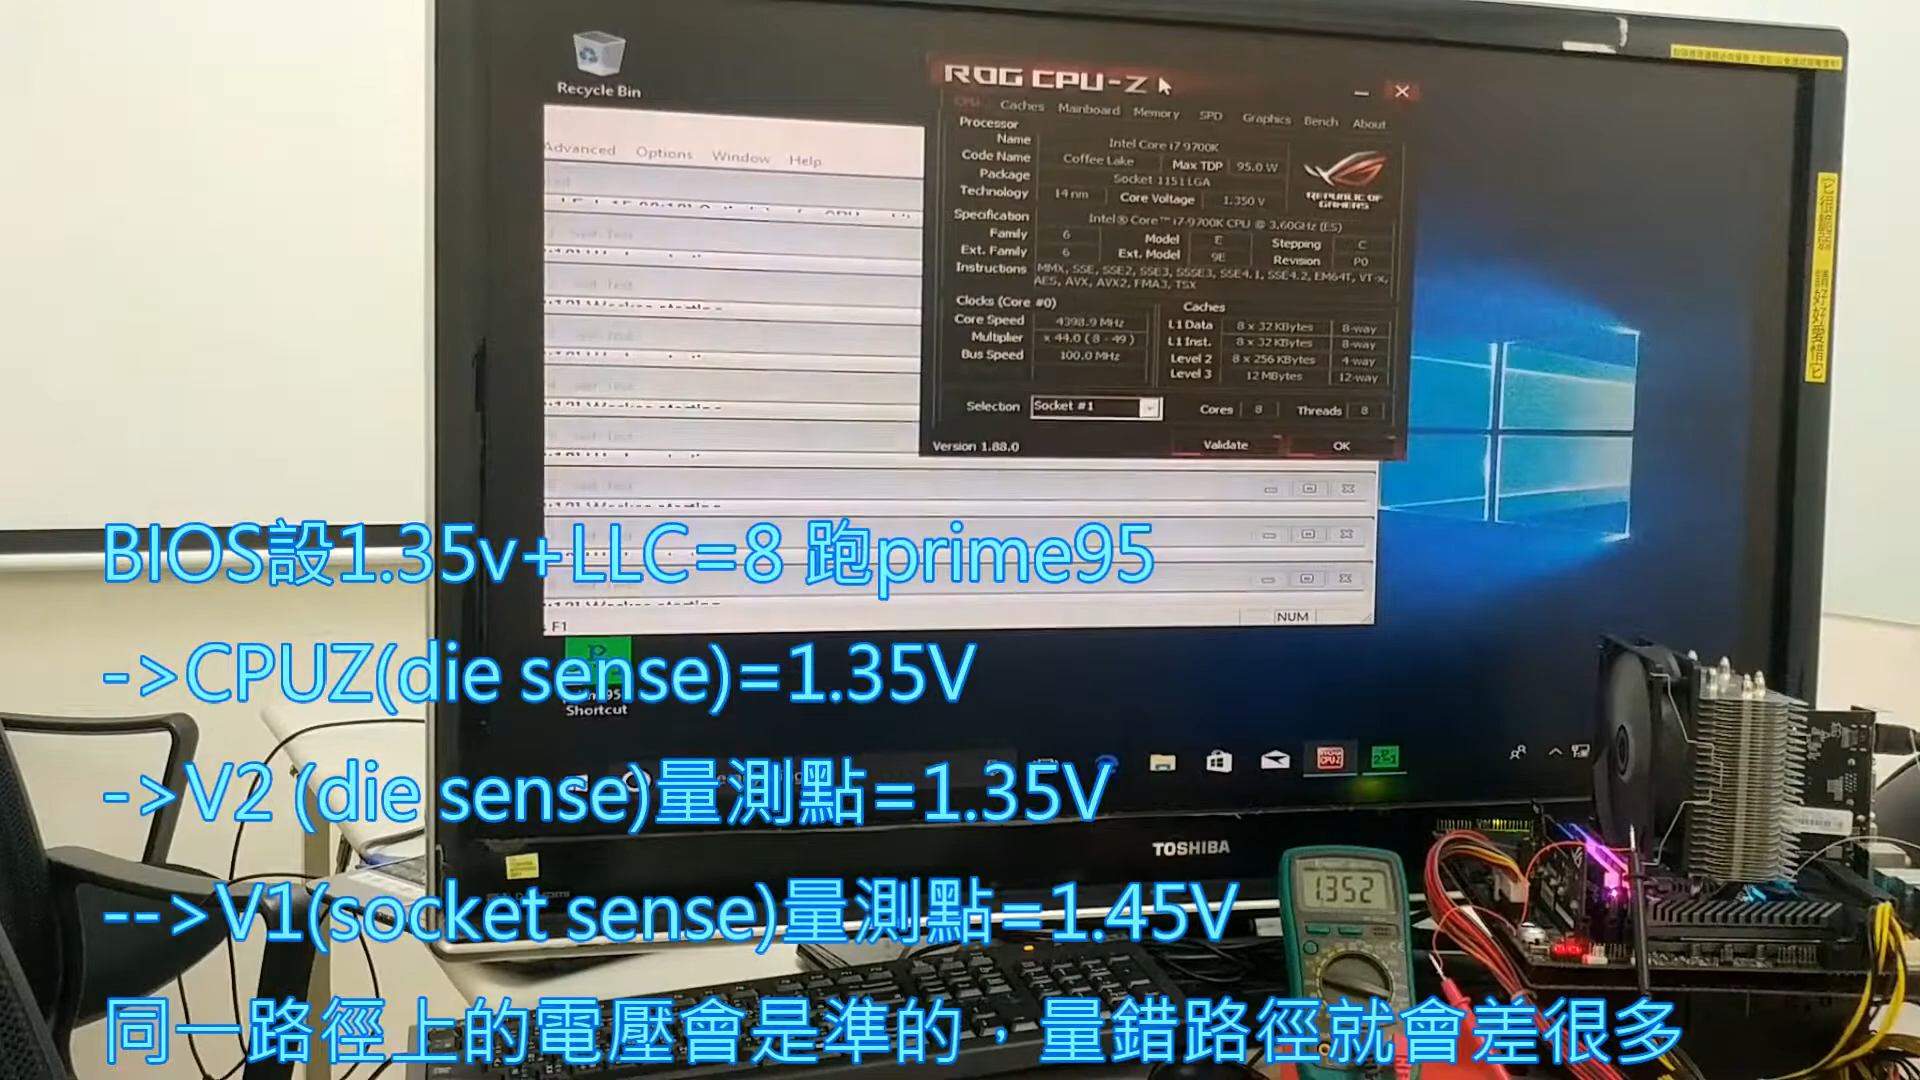 Recycle Bin
ROG CPU-Z
CPU Caches Mainboard Memory SPD Graphics Bench About
Processor
Name Intel Core i7 9700K
Code Name Coffee Lake Max TDP 95.0 W
Package Socket 1151 LGA
Technology 14 nm Core Voltage 1.350 V
REPUBLIC OF
GAMERS
Specification Intel® Core™ i7-9700K CPU @ 3.60GHz (ES)
Family 6 Model E Stepping C
Ext. Family 6 Ext. Model 9E Revision P0
Instructions MMX, SSE, SSE2, SSE3, SSSE3, SSE4.1, SSE4.2, EM64T, VT-x,
AES, AVX, AVX2, FMA3, TSX
Clocks (Core #0) Caches
Core Speed 4398.9 MHz L1 Data 8 x 32 KBytes 8-way
Multiplier x 44.0 ( 8 - 49 ) L1 Inst. 8 x 32 KBytes 8-way
Bus Speed 100.0 MHz Level 2 8 x 256 KBytes 4-way
Level 3 12 MBytes 12-way
Selection Socket #1 Cores 8 Threads 8
Version 1.88.0 Validate OK
Advanced Options Window Help
F1 NUM
BIOS設1.35v+LLC=8 跑prime95
->CPUZ(die sense)=1.35V
Shortcut
->V2 (die sense)量測點=1.35V
TOSHIBA
1.352
-->V1(socket sense)量測點=1.45V
同一路徑上的電壓會是準的，量錯路徑就會差很多